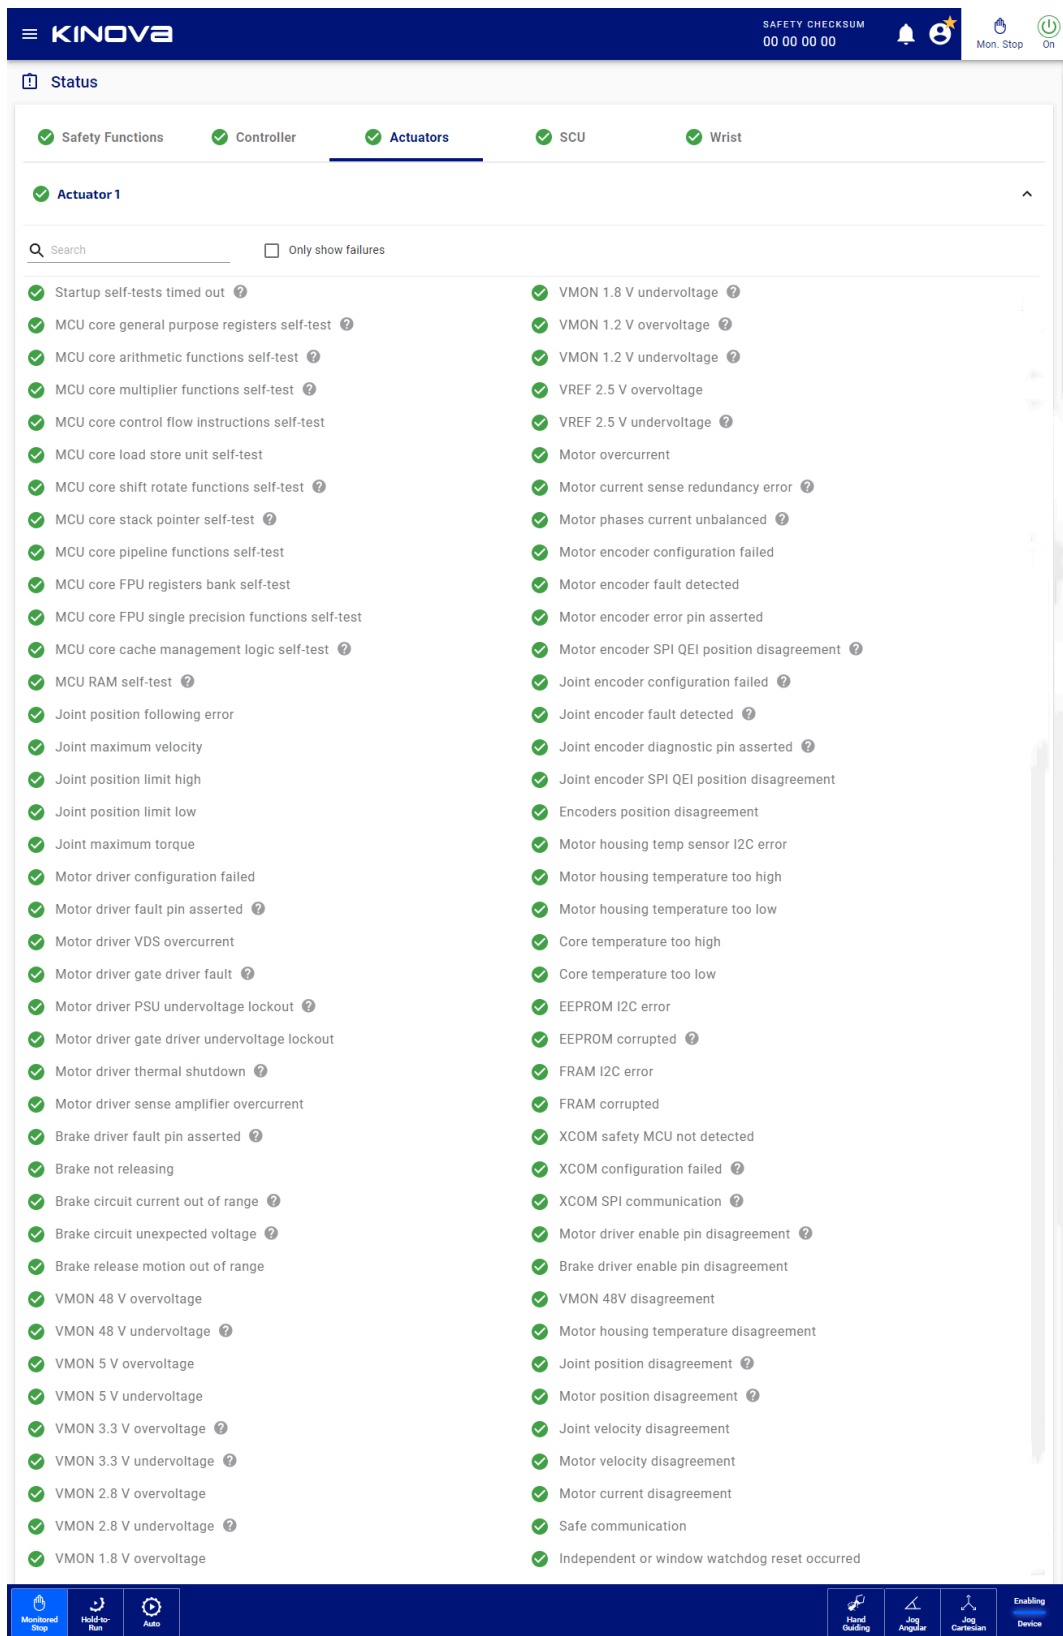 KINOVA
SAFETY CHECKSUM
00 00 00 00
Mon. Stop
On
Status
Safety Functions
Controller
Actuators
SCU
Wrist
Actuator 1
Search
Only show failures
Startup self-tests timed out
MCU core general purpose registers self-test
MCU core arithmetic functions self-test
MCU core multiplier functions self-test
MCU core control flow instructions self-test
MCU core load store unit self-test
MCU core shift rotate functions self-test
MCU core stack pointer self-test
MCU core pipeline functions self-test
MCU core FPU registers bank self-test
MCU core FPU single precision functions self-test
MCU core cache management logic self-test
MCU RAM self-test
Joint position following error
Joint maximum velocity
Joint position limit high
Joint position limit low
Joint maximum torque
Motor driver configuration failed
Motor driver fault pin asserted
Motor driver VDS overcurrent
Motor driver gate driver fault
Motor driver PSU undervoltage lockout
Motor driver gate driver undervoltage lockout
Motor driver thermal shutdown
Motor driver sense amplifier overcurrent
Brake driver fault pin asserted
Brake not releasing
Brake circuit current out of range
Brake circuit unexpected voltage
Brake release motion out of range
VMON 48 V overvoltage
VMON 48 V undervoltage
VMON 5 V overvoltage
VMON 5 V undervoltage
VMON 3.3 V overvoltage
VMON 3.3 V undervoltage
VMON 2.8 V overvoltage
VMON 2.8 V undervoltage
VMON 1.8 V overvoltage
VMON 1.8 V undervoltage
VMON 1.2 V overvoltage
VMON 1.2 V undervoltage
VREF 2.5 V overvoltage
VREF 2.5 V undervoltage
Motor overcurrent
Motor current sense redundancy error
Motor phases current unbalanced
Motor encoder configuration failed
Motor encoder fault detected
Motor encoder error pin asserted
Motor encoder SPI QEI position disagreement
Joint encoder configuration failed
Joint encoder fault detected
Joint encoder diagnostic pin asserted
Joint encoder SPI QEI position disagreement
Encoders position disagreement
Motor housing temp sensor I2C error
Motor housing temperature too high
Motor housing temperature too low
Core temperature too high
Core temperature too low
EEPROM I2C error
EEPROM corrupted
FRAM I2C error
FRAM corrupted
XCOM safety MCU not detected
XCOM configuration failed
XCOM SPI communication
Motor driver enable pin disagreement
Brake driver enable pin disagreement
VMON 48V disagreement
Motor housing temperature disagreement
Joint position disagreement
Motor position disagreement
Joint velocity disagreement
Motor velocity disagreement
Motor current disagreement
Safe communication
Independent or window watchdog reset occurred
Monitored
Stop
Hold-to-
Run
Auto
Hand
Guiding
Jog
Angular
Jog
Cartesian
Enabling
Device